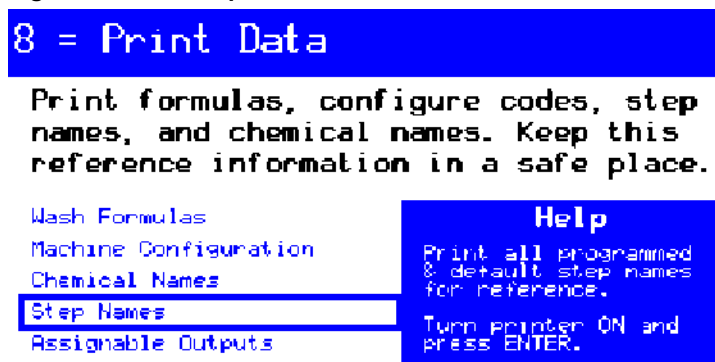 8 = Print Data
Print formulas, configure codes, step
names, and chemical names. Keep this
reference information in a safe place.
Wash Formulas
Machine Configuration
Chemical Names
Step Names
Assignable Outputs
Help
Print all programmed
& default step names
for reference.
Turn printer ON and
press ENTER.